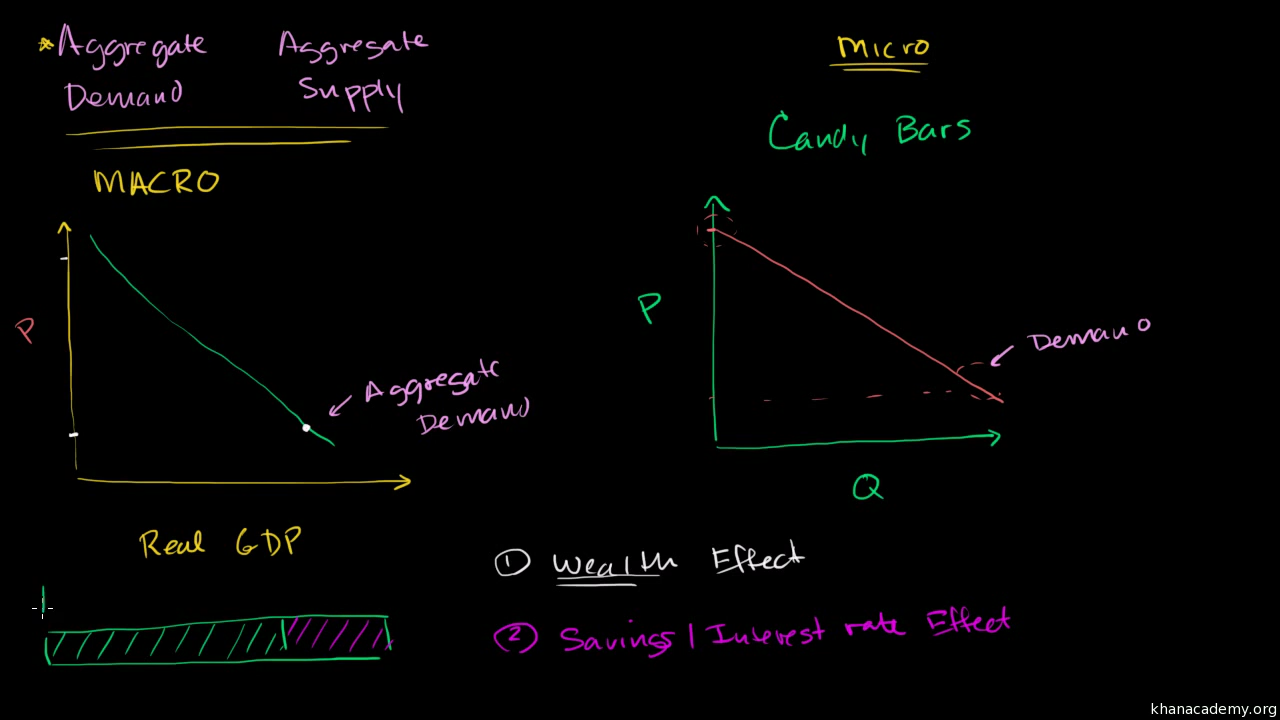 Aggregate Demand
Aggregate Supply
MACRO
P
Aggregate
Demand
Real GDP
Micro
Candy Bars
P
Demand
Q
1 Wealth Effect
2 Savings / Interest rate Effect
khanacademy.org